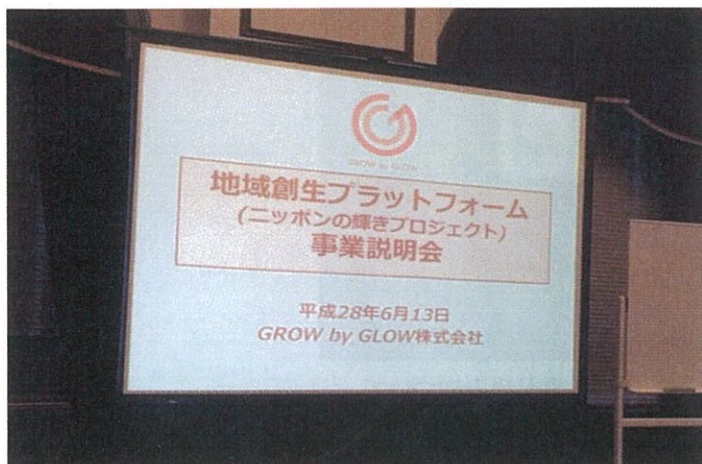 GROW by GLOW
地域創生プラットフォーム
(ニッポンの輝きプロジェクト)
事業説明会
平成28年6月13日
GROW by GLOW株式会社